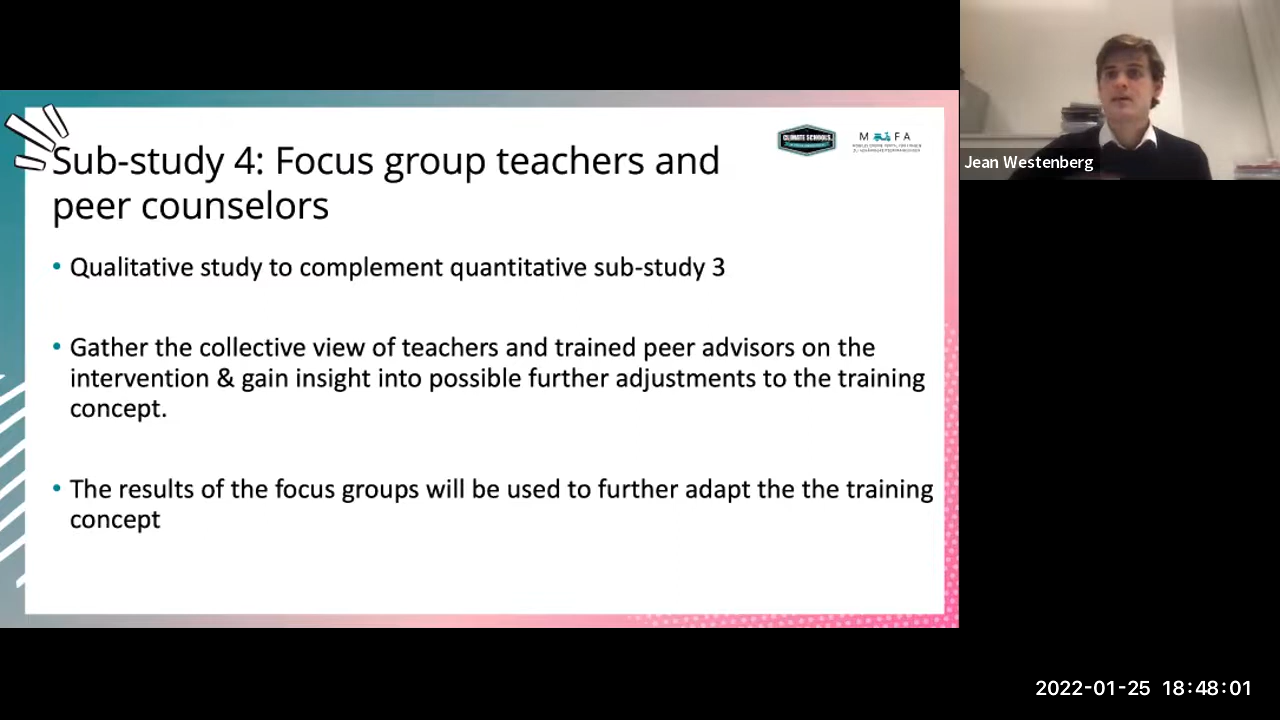 CLIMATE SCHOOLS
M FA
Jean Westenberg
Sub-study 4: Focus group teachers and
peer counselors
• Qualitative study to complement quantitative sub-study 3
• Gather the collective view of teachers and trained peer advisors on the
intervention & gain insight into possible further adjustments to the training
concept.
• The results of the focus groups will be used to further adapt the the training
concept
2022-01-25 18:48:01